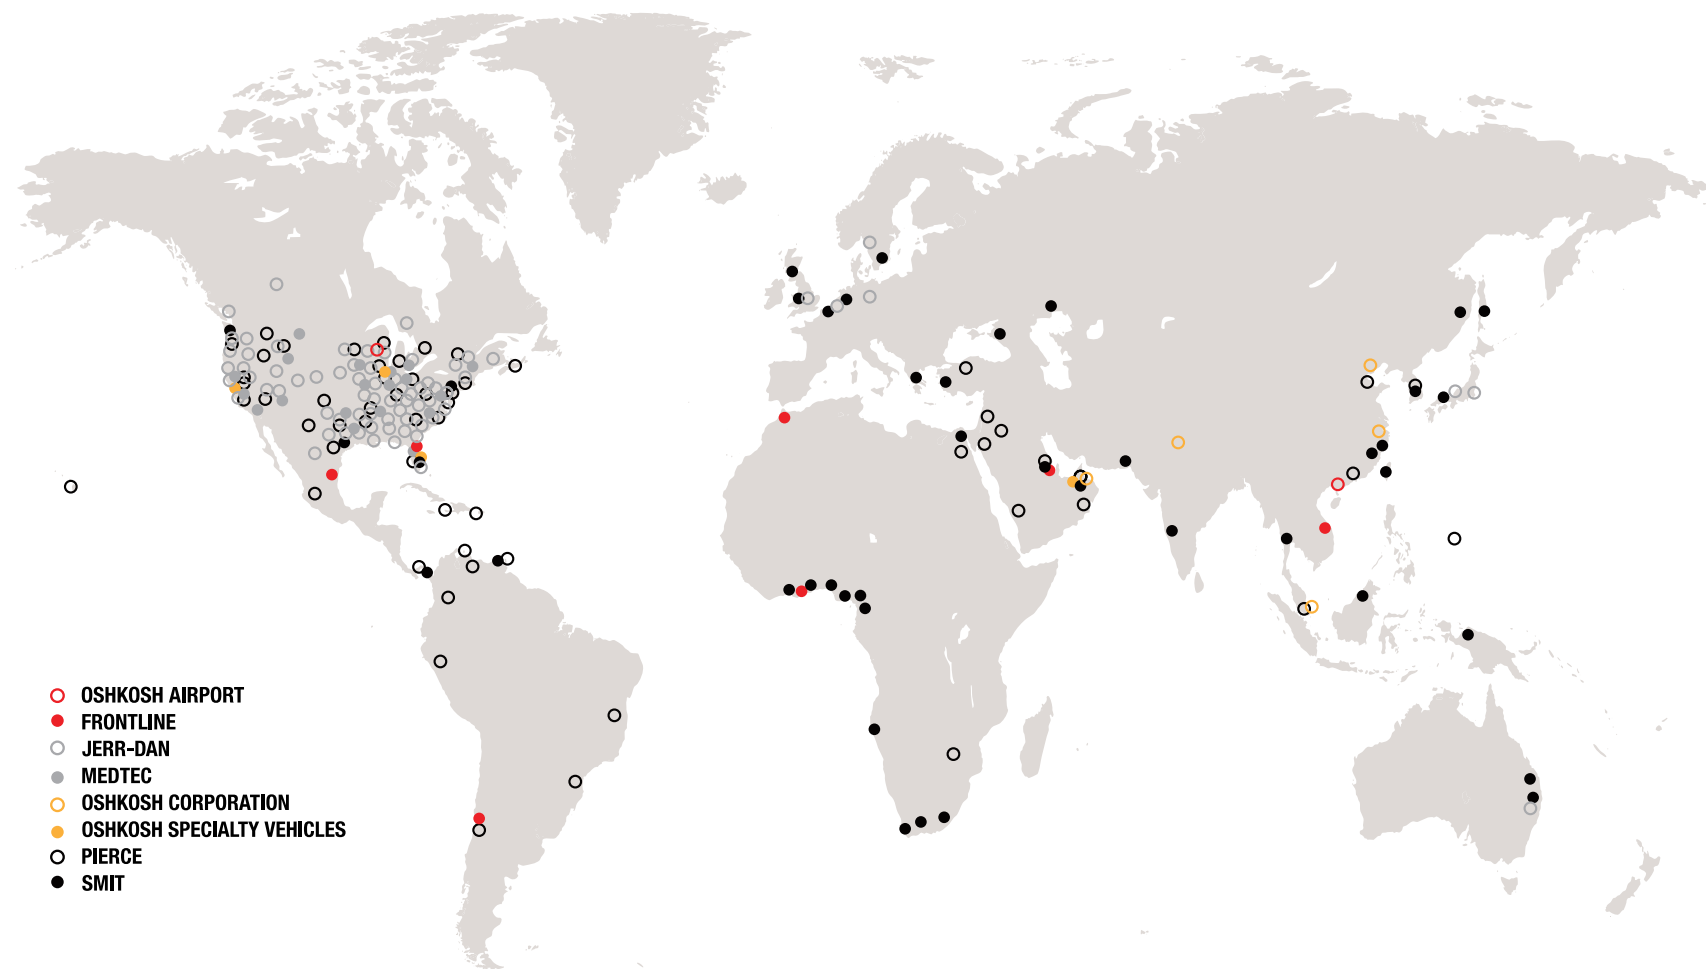 OSHKOSH AIRPORT
FRONTLINE
JERR-DAN
MEDTEC
OSHKOSH CORPORATION
OSHKOSH SPECIALTY VEHICLES
PIERCE
SMIT